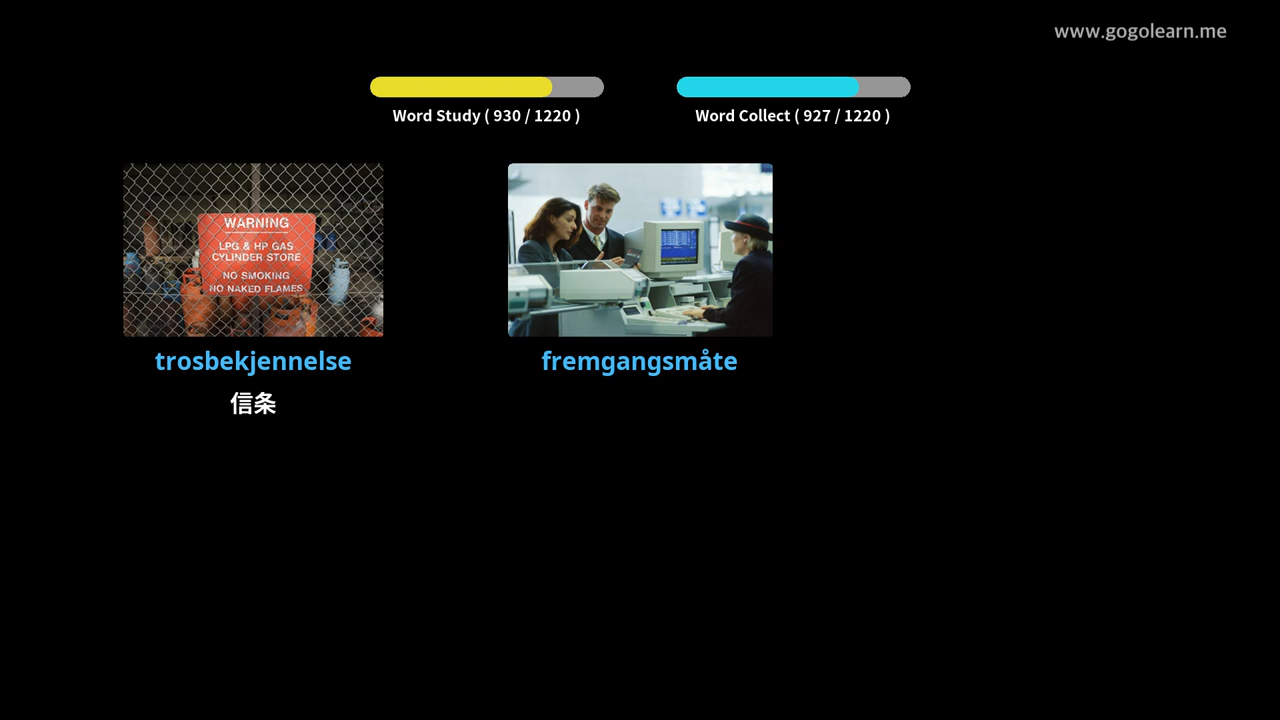 www.gogolearn.me
Word Study ( 930 / 1220 )
Word Collect ( 927 / 1220 )
WARNING
LPG & HP GAS
CYLINDER STORE
NO SMOKING
NO NAKED FLAMES
trosbekjennelse
fremgangsmåte
信条